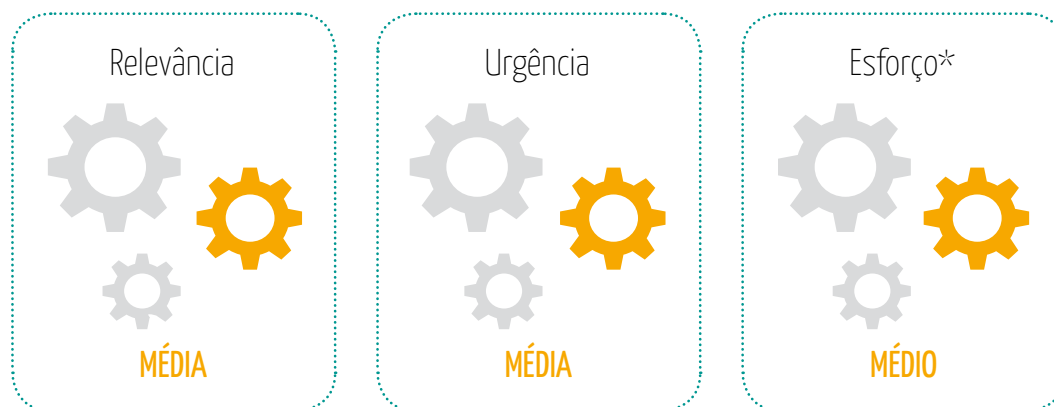 Relevância
Urgência
Esforço*
MÉDIA
MÉDIA
MÉDIO